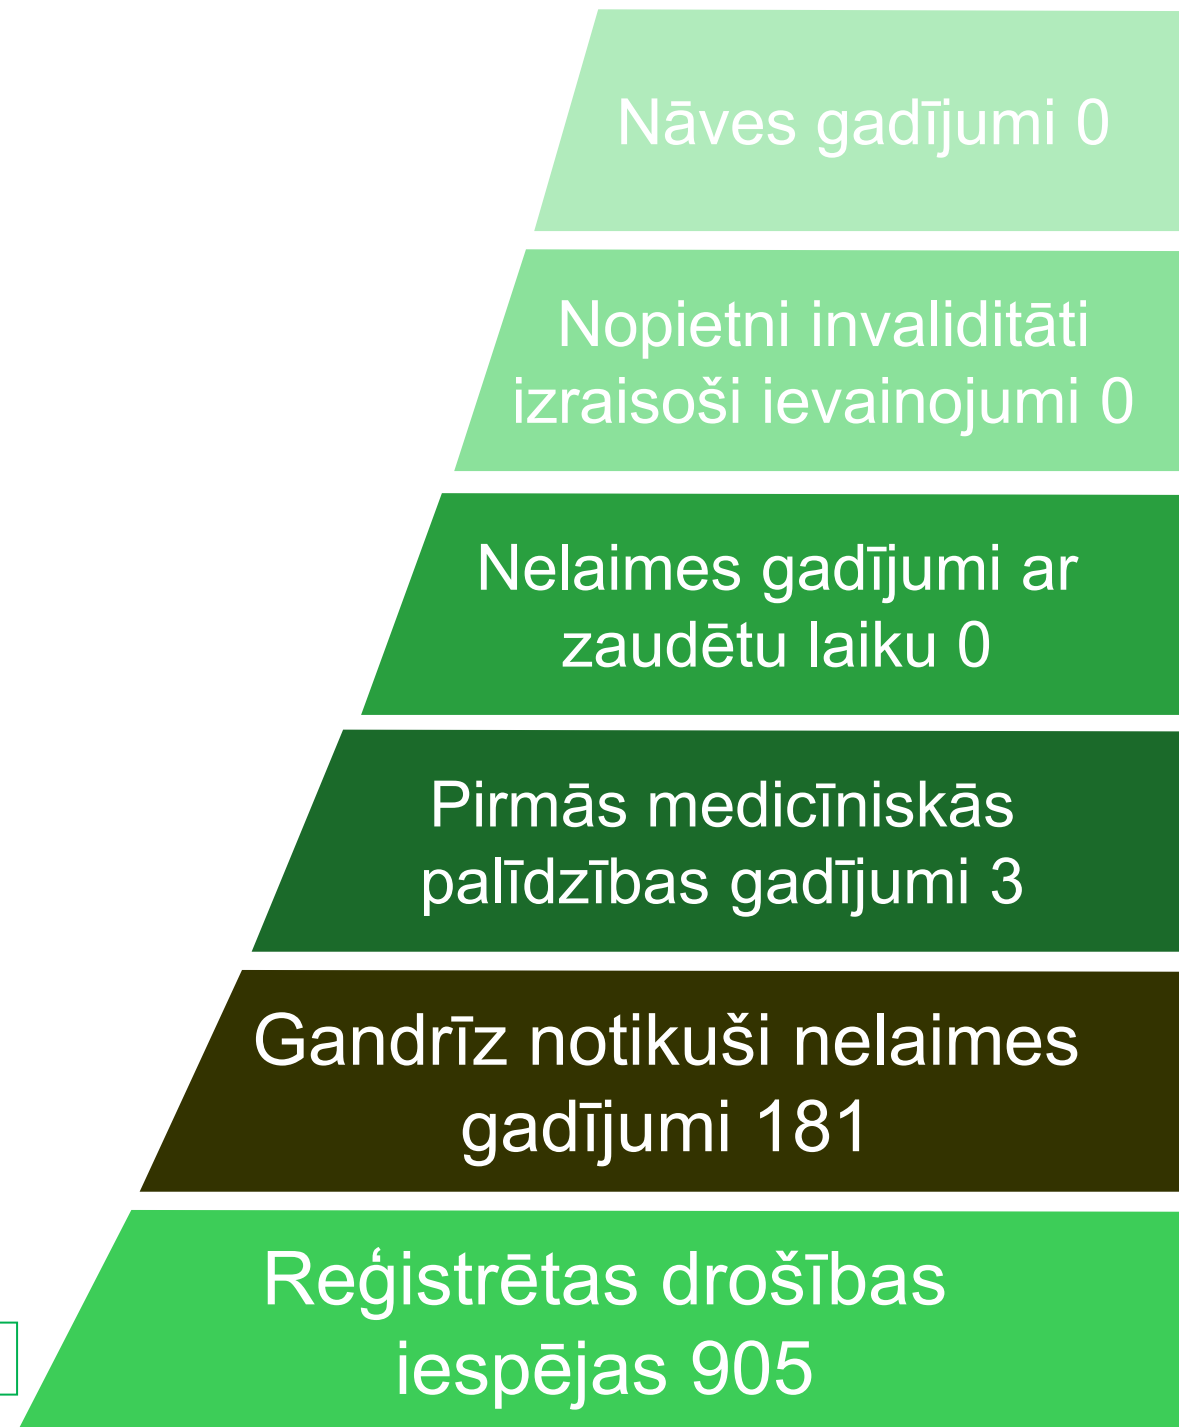 Nāves gadījumi 0
Nopietni invaliditāti
izraisoši ievainojumi 0
Nelaimes gadījumi ar
zaudētu laiku 0
Pirmās medicīniskās
palīdzības gadījumi 3
Gandrīz notikuši nelaimes
gadījumi 181
Reģistrētas drošības
iespējas 905